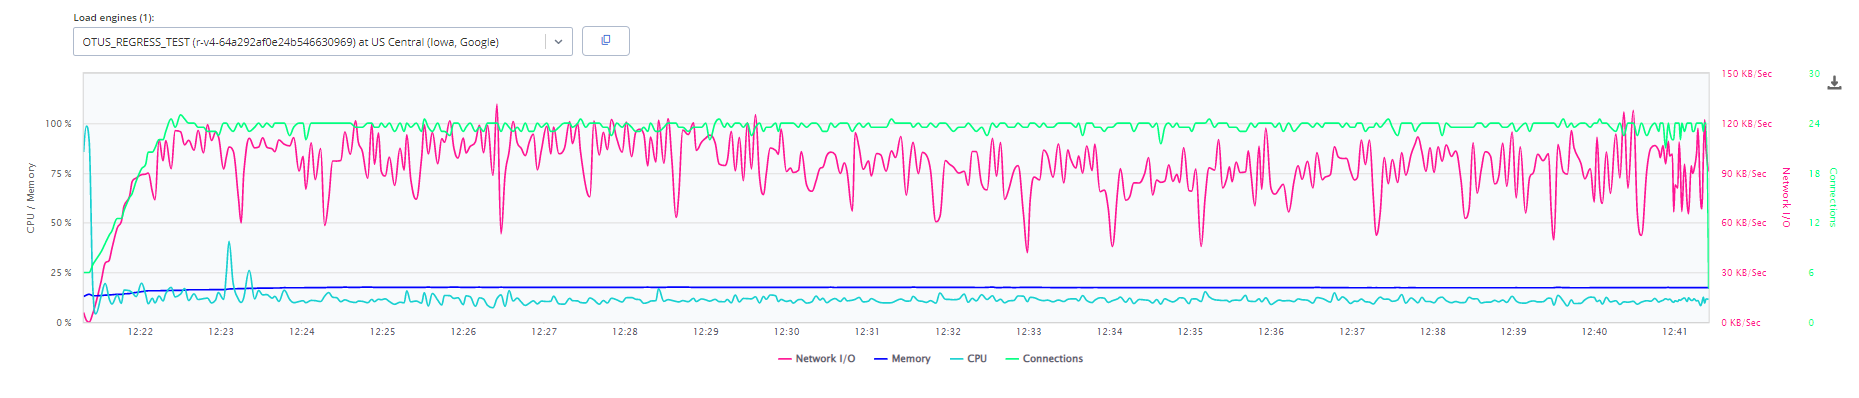 Load engines (1):
OTUS_REGRESS_TEST (r-v4-64a292af0e24b546630969) at US Central (Iowa, Google)
150 KB/Sec 30
100 % 120 KB/Sec 24
75 % 90 KB/Sec 18
50 % 60 KB/Sec 12
25 % 30 KB/Sec 6
0 % 0 KB/Sec 0
CPU / Memory
Network I/O
Connections
12:22 12:23 12:24 12:25 12:26 12:27 12:28 12:29 12:30 12:31 12:32 12:33 12:34 12:35 12:36 12:37 12:38 12:39 12:40 12:41
Network I/O Memory CPU Connections